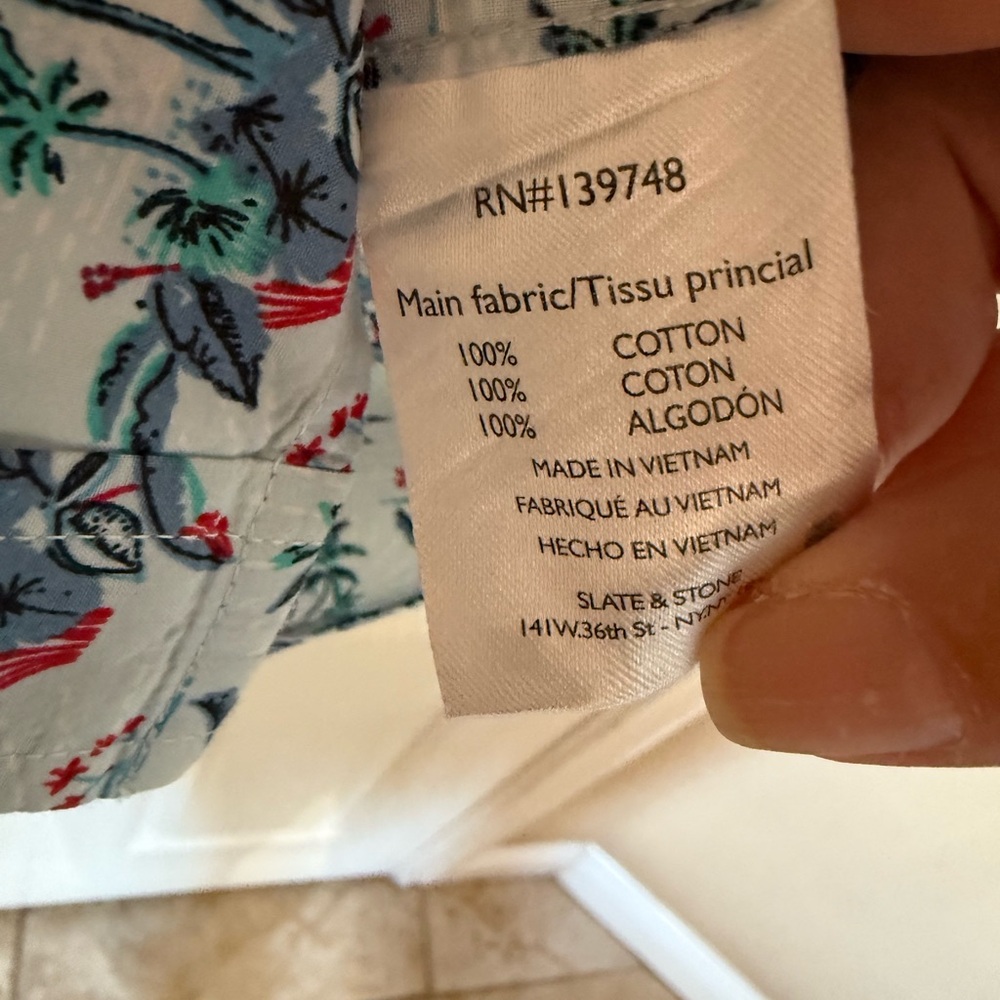 RN#139748
Main fabric/Tissu princial
100% COTTON
100% COTON
100% ALGODÓN
MADE IN VIETNAM
FABRIQUÉ AU VIETNAM
HECHO EN VIETNAM
SLATE & STONE
141W.36th St - NY.